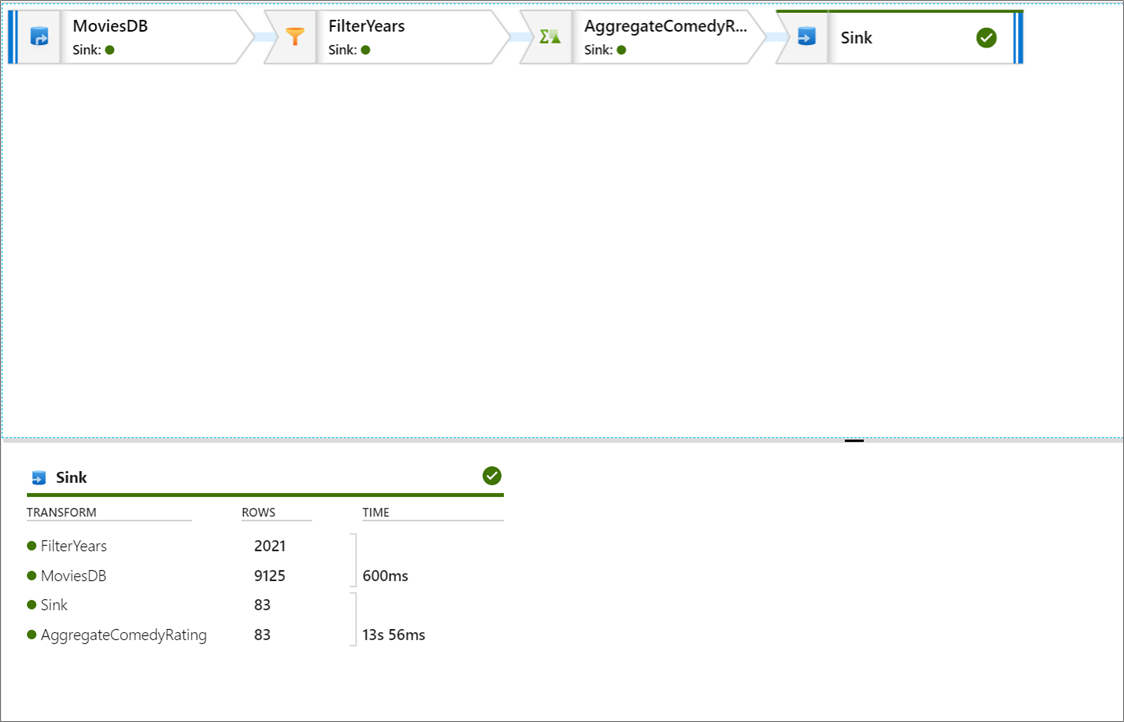 MoviesDB
Sink:
FilterYears
Sink:
AggregateComedyR...
Sink:
Sink
Sink
TRANSFORM ROWS TIME
FilterYears 2021
MoviesDB 9125 600ms
Sink 83
AggregateComedyRating 83 13s 56ms